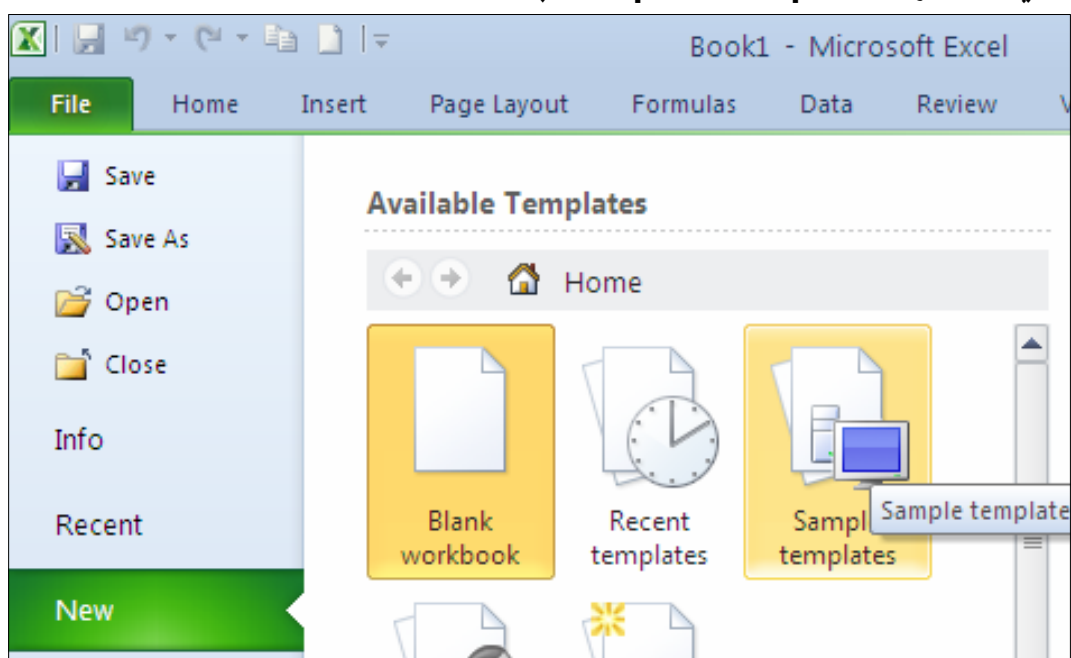 Book1 - Microsoft Excel
File Home Insert Page Layout Formulas Data Review
Save
Save As
Open
Close
Info
Recent
New
Available Templates
Home
Blank
workbook
Recent
templates
Sampl
templates
Sample template